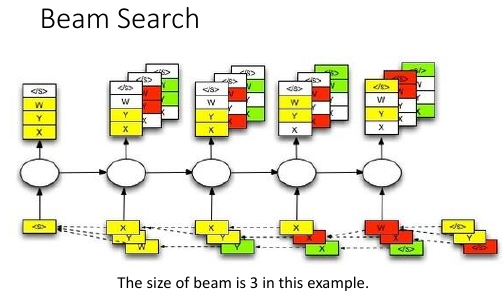 Beam Search
</s> </s> </s> </s> </s>
</s> </s> </s> </s> </s>
</s> </s> </s> </s> </s>
W W W W W
Y Y Y Y Y
X X X X X
<s> X X X W </s>
Y Y X X Y
W Y X </s> </s>
The size of beam is 3 in this example.